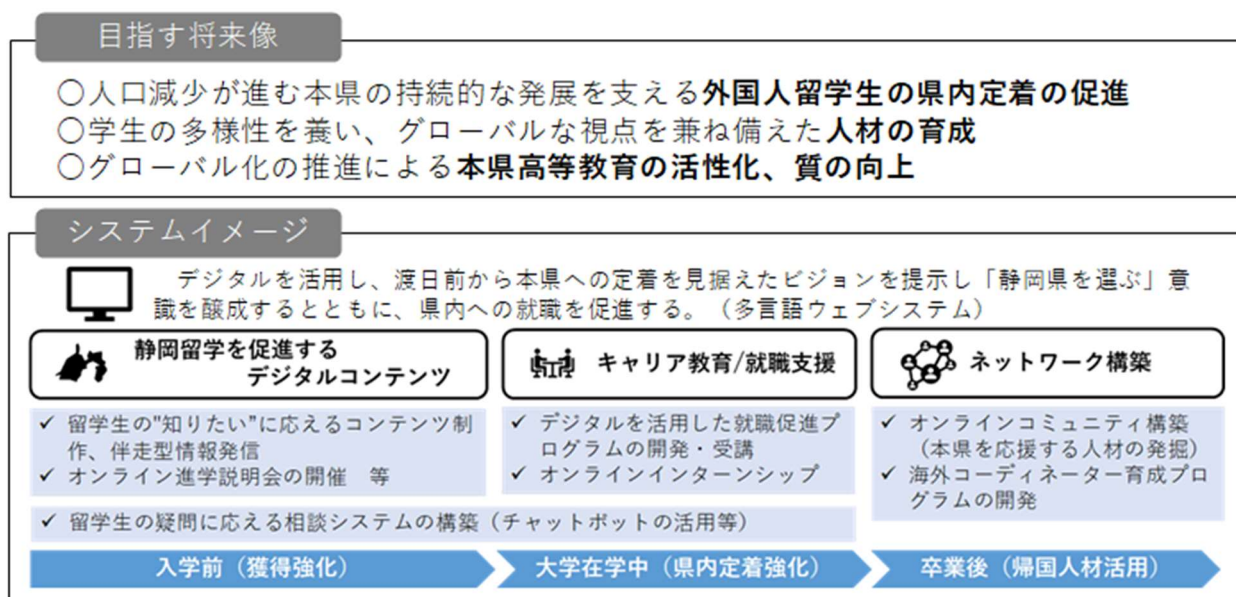 目指す将来像
○人口減少が進む本県の持続的な発展を支える外国人留学生の県内定着の促進
○学生の多様性を養い、グローバルな視点を兼ね備えた人材の育成
○グローバル化の推進による本県高等教育の活性化、質の向上
システムイメージ
デジタルを活用し、渡日前から本県への定着を見据えたビジョンを提示し「静岡県を選ぶ」意
識を醸成するとともに、県内への就職を促進する。（多言語ウェブシステム）
静岡留学を促進する
デジタルコンテンツ
✓ 留学生の"知りたい"に応えるコンテンツ制
作、伴走型情報発信
✓ オンライン進学説明会の開催　等
キャリア教育/就職支援
✓ デジタルを活用した就職促進プ
ログラムの開発・受講
✓ オンラインインターンシップ
✓ 留学生の疑問に応える相談システムの構築（チャットボットの活用等）
ネットワーク構築
✓ オンラインコミュニティ構築
（本県を応援する人材の発掘）
✓ 海外コーディネーター育成プロ
グラムの開発
入学前（獲得強化）
大学在学中（県内定着強化）
卒業後（帰国人材活用）